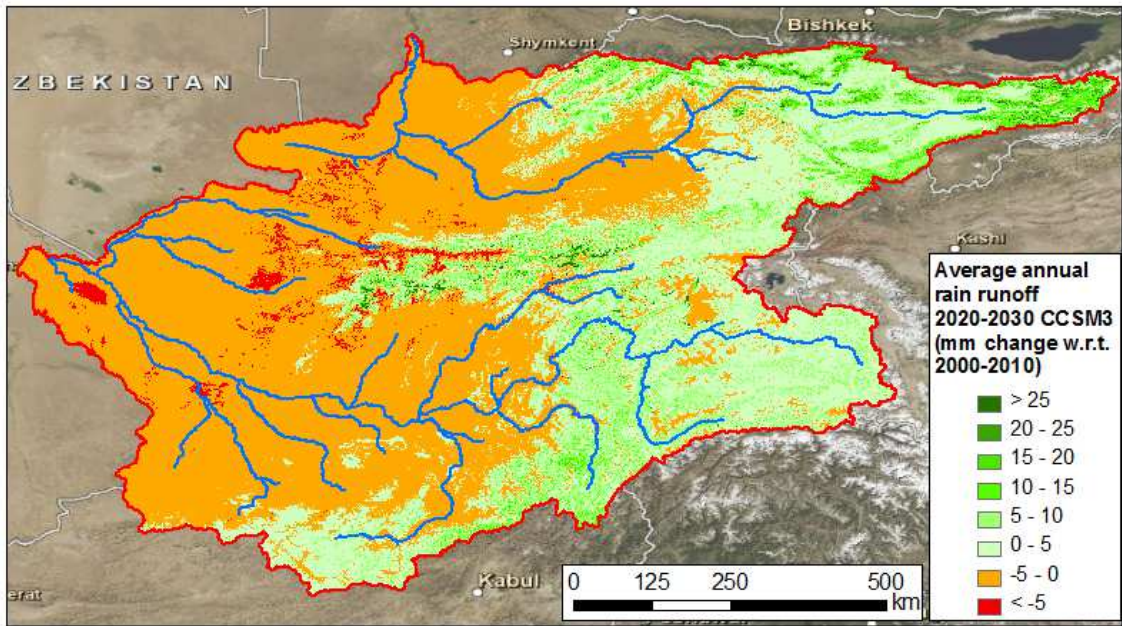 Bishkek
Shymkent
ZBEKISTAN
Kashi
Average annual
rain runoff
2020-2030 CCSM3
(mm change w.r.t.
2000-2010)
> 25
20 - 25
15 - 20
10 - 15
5 - 10
0 - 5
-5 - 0
< -5
Kabul
erat
0 125 250 500
km